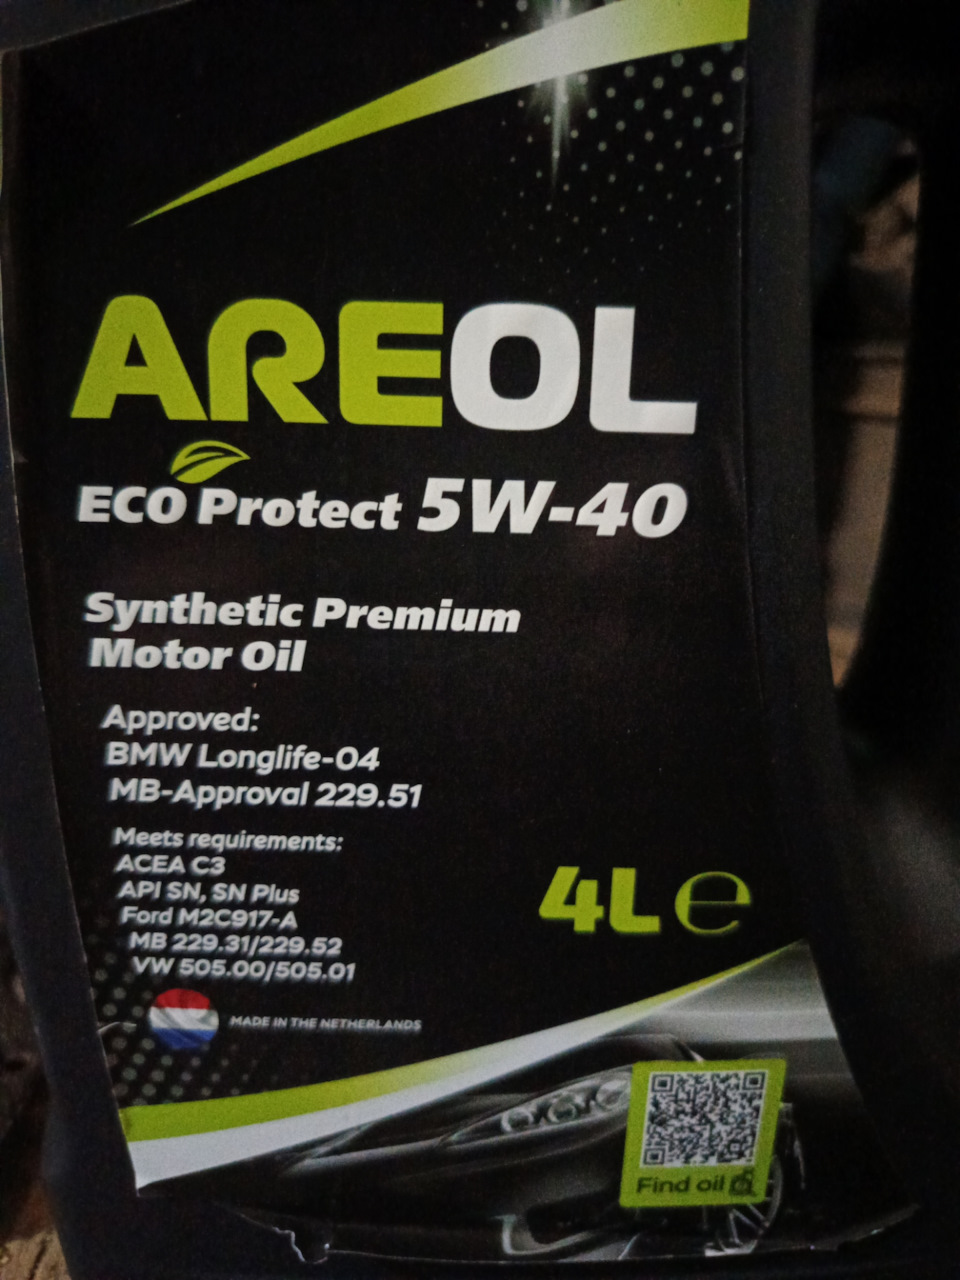 AREOL
ECO Protect 5W-40
Synthetic Premium
Motor Oil
Approved:
BMW Longlife-04
MB-Approval 229.51
Meets requirements:
ACEA C3
API SN, SN Plus
Ford M2C917-A
MB 229.31/229.52
VW 505.00/505.01
4L e
MADE IN THE NETHERLANDS
Find oil